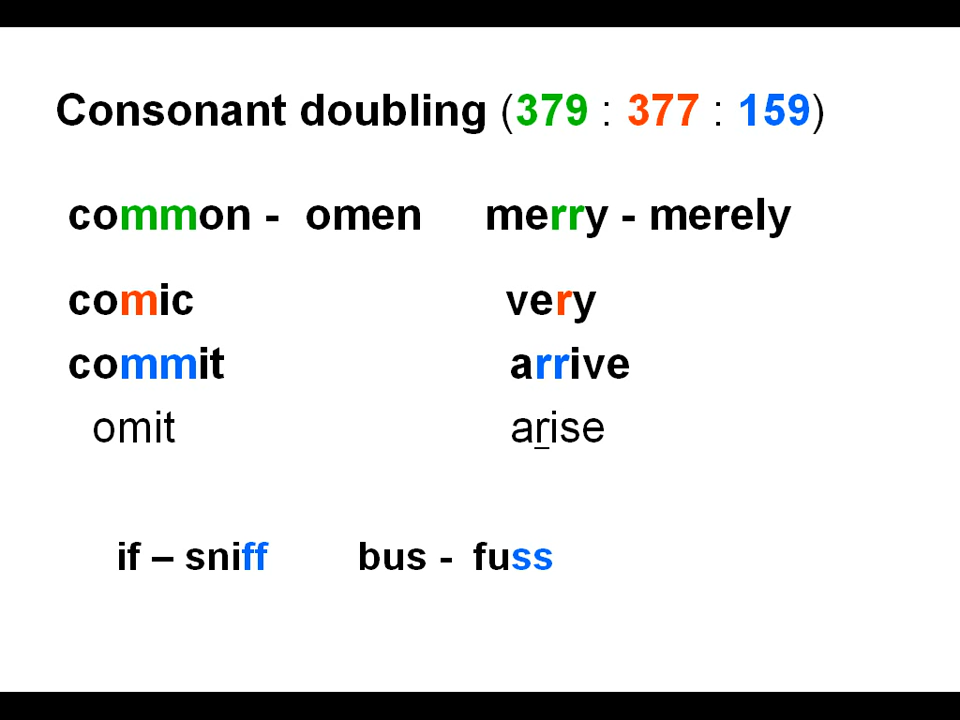 Consonant doubling (379 : 377 : 159)
common - omen merry - merely
comic very
commit arrive
omit arise
if – sniff bus - fuss